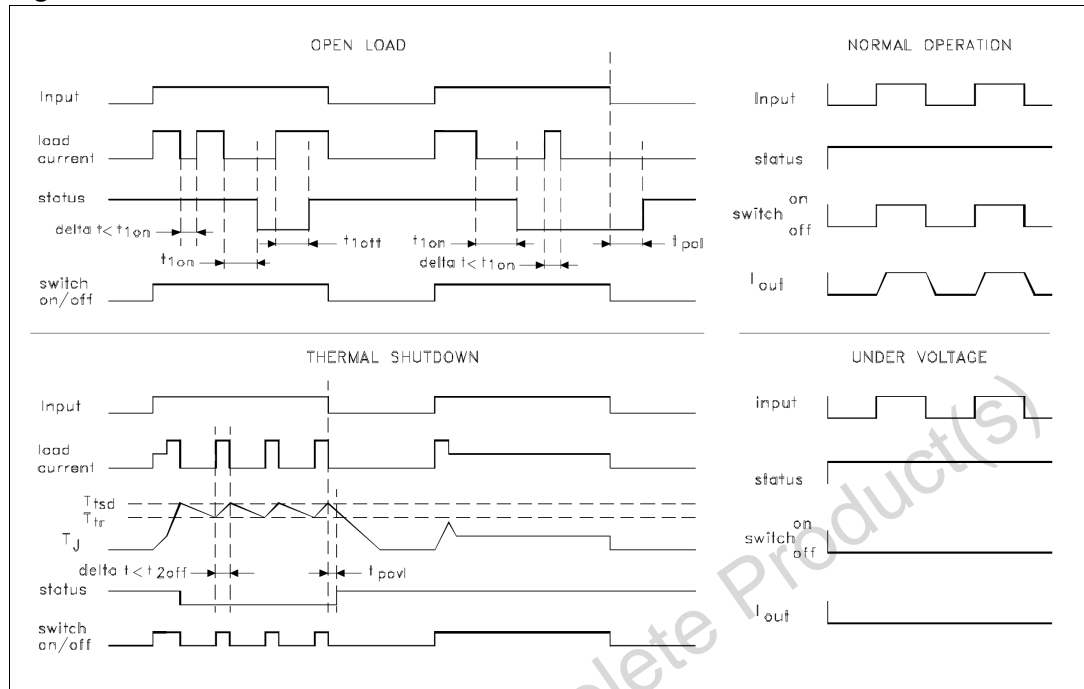 OPEN LOAD
Input
load
current
status
delta t< t1on
t1on
t1off
t1on
delta t< t1on
tpol
switch
on/off
NORMAL OPERATION
Input
status
switch on
off
Iout
THERMAL SHUTDOWN
Input
load
current
Ttsd
Ttr
TJ
delta t< t2off
tpovl
status
switch
on/off
UNDER VOLTAGE
input
status
switch on
off
Iout
lete Product(s)